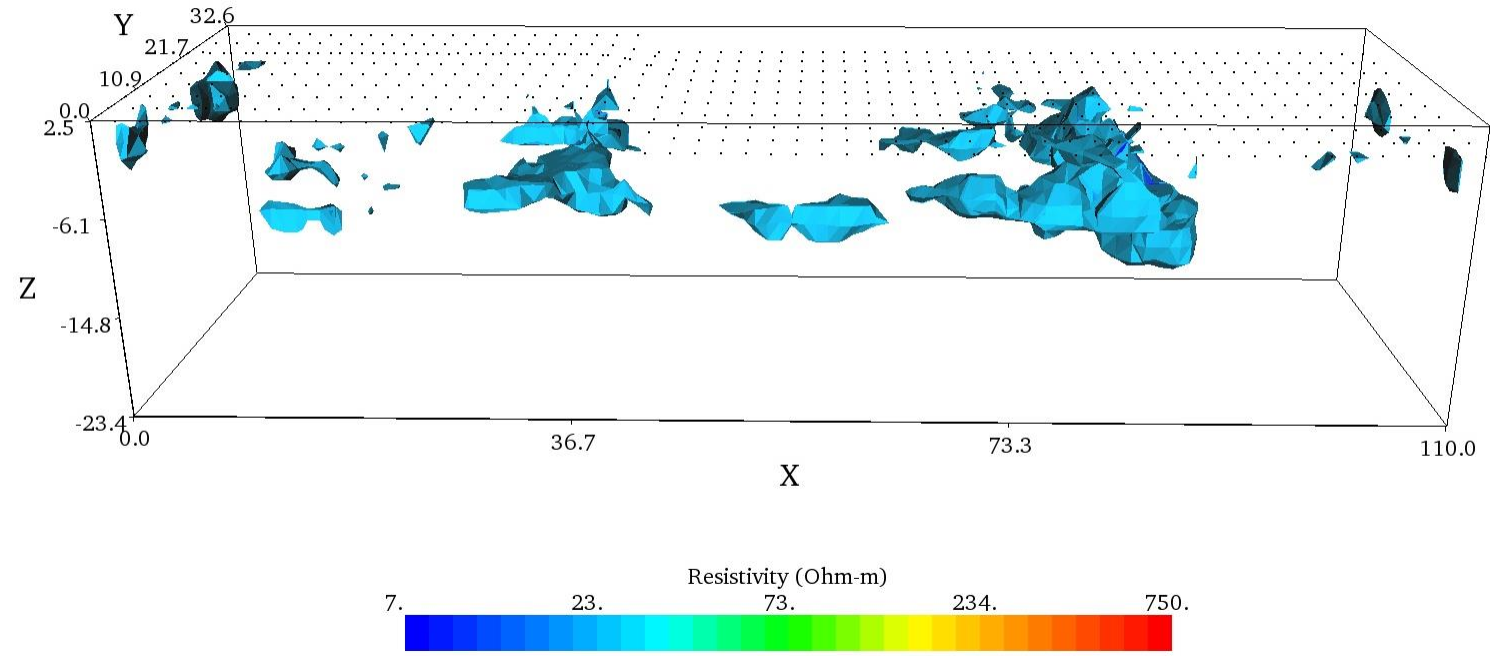 Y
32.6
21.7
10.9
0.0
2.5
-6.1
Z
-14.8
-23.4
0.0
36.7
73.3
110.0
X
Resistivity (Ohm-m)
7. 23. 73. 234. 750.